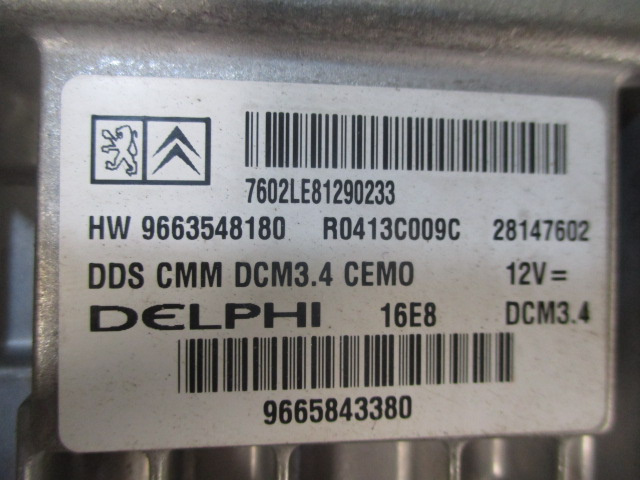 7602LE81290233
HW 9663548180 R0413C009C 28147602
DDS CMM DCM3.4 CEMO 12V=
DELPHI 16E8 DCM3.4
9665843380